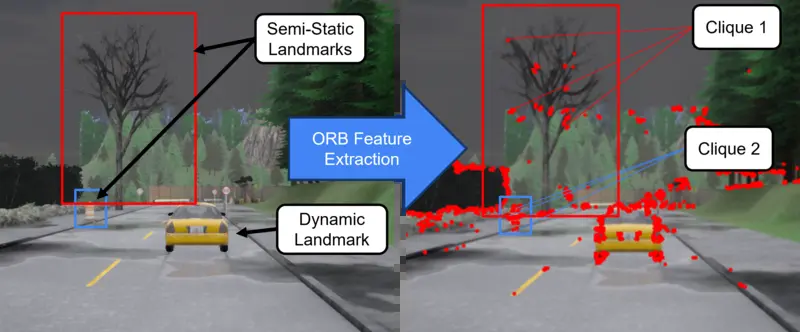 Semi-Static
Landmarks
Dynamic
Landmark
ORB Feature
Extraction
Clique 1
Clique 2